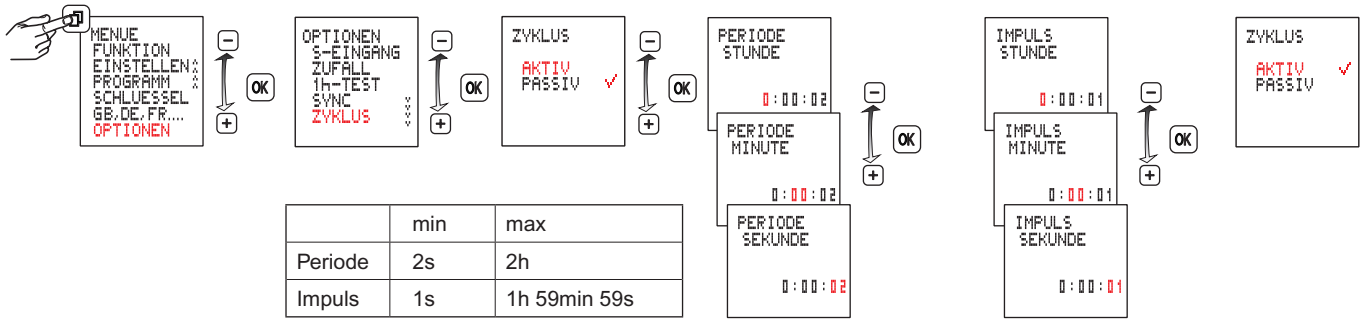 MENUE
FUNKTION
EINSTELLEN
PROGRAMM
SCHLUESSEL
GB,DE,FR....
OPTIONEN
-
OK
+
OPTIONEN
S-EINGANG
ZUFALL
1h-TEST
SYNC
ZYKLUS
-
OK
+
ZYKLUS
AKTIV
PASSIV
-
OK
+
PERIODE
STUNDE
0:00:02
PERIODE
MINUTE
0:00:02
PERIODE
SEKUNDE
0:00:02
-
OK
+
IMPULS
STUNDE
0:00:01
IMPULS
MINUTE
0:00:01
IMPULS
SEKUNDE
0:00:01
-
OK
+
ZYKLUS
AKTIV
PASSIV
min max
Periode 2s 2h
Impuls 1s 1h 59min 59s